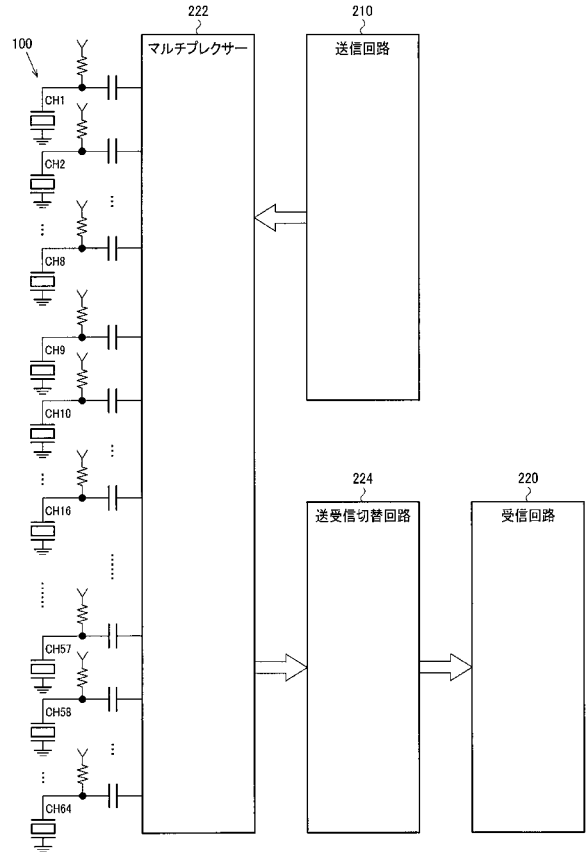 222
210
100
マルチプレクサー
送信回路
CH1
CH2
⋮
CH8
CH9
CH10
⋮
CH16
224
220
送受信切替回路
受信回路
CH57
CH58
⋮
CH64